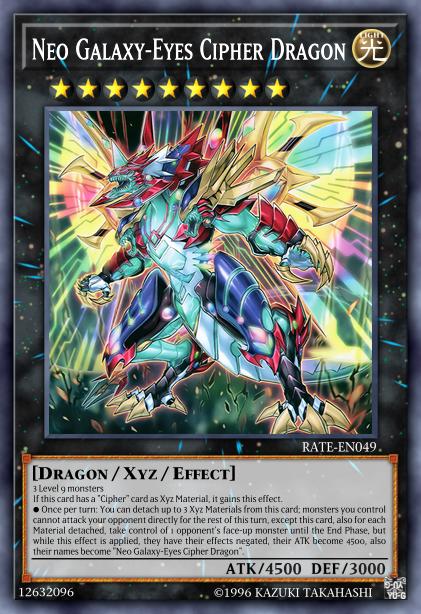 NEO GALAXY-EYES CIPHER DRAGON
LIGHT
光
RATE-EN049
[DRAGON / XYZ / EFFECT]
3 Level 9 monsters
If this card has a "Cipher" card as Xyz Material, it gains this effect.
● Once per turn: You can detach up to 3 Xyz Materials from this card; monsters you control
cannot attack your opponent directly for the rest of this turn, except this card, also for each
Material detached, take control of 1 opponent's face-up monster until the End Phase, but
while this effect is applied, they have their effects negated, their ATK become 4500, also
their names become "Neo Galaxy-Eyes Cipher Dragon".
ATK/4500 DEF/3000
12632096
©1996 KAZUKI TAKAHASHI